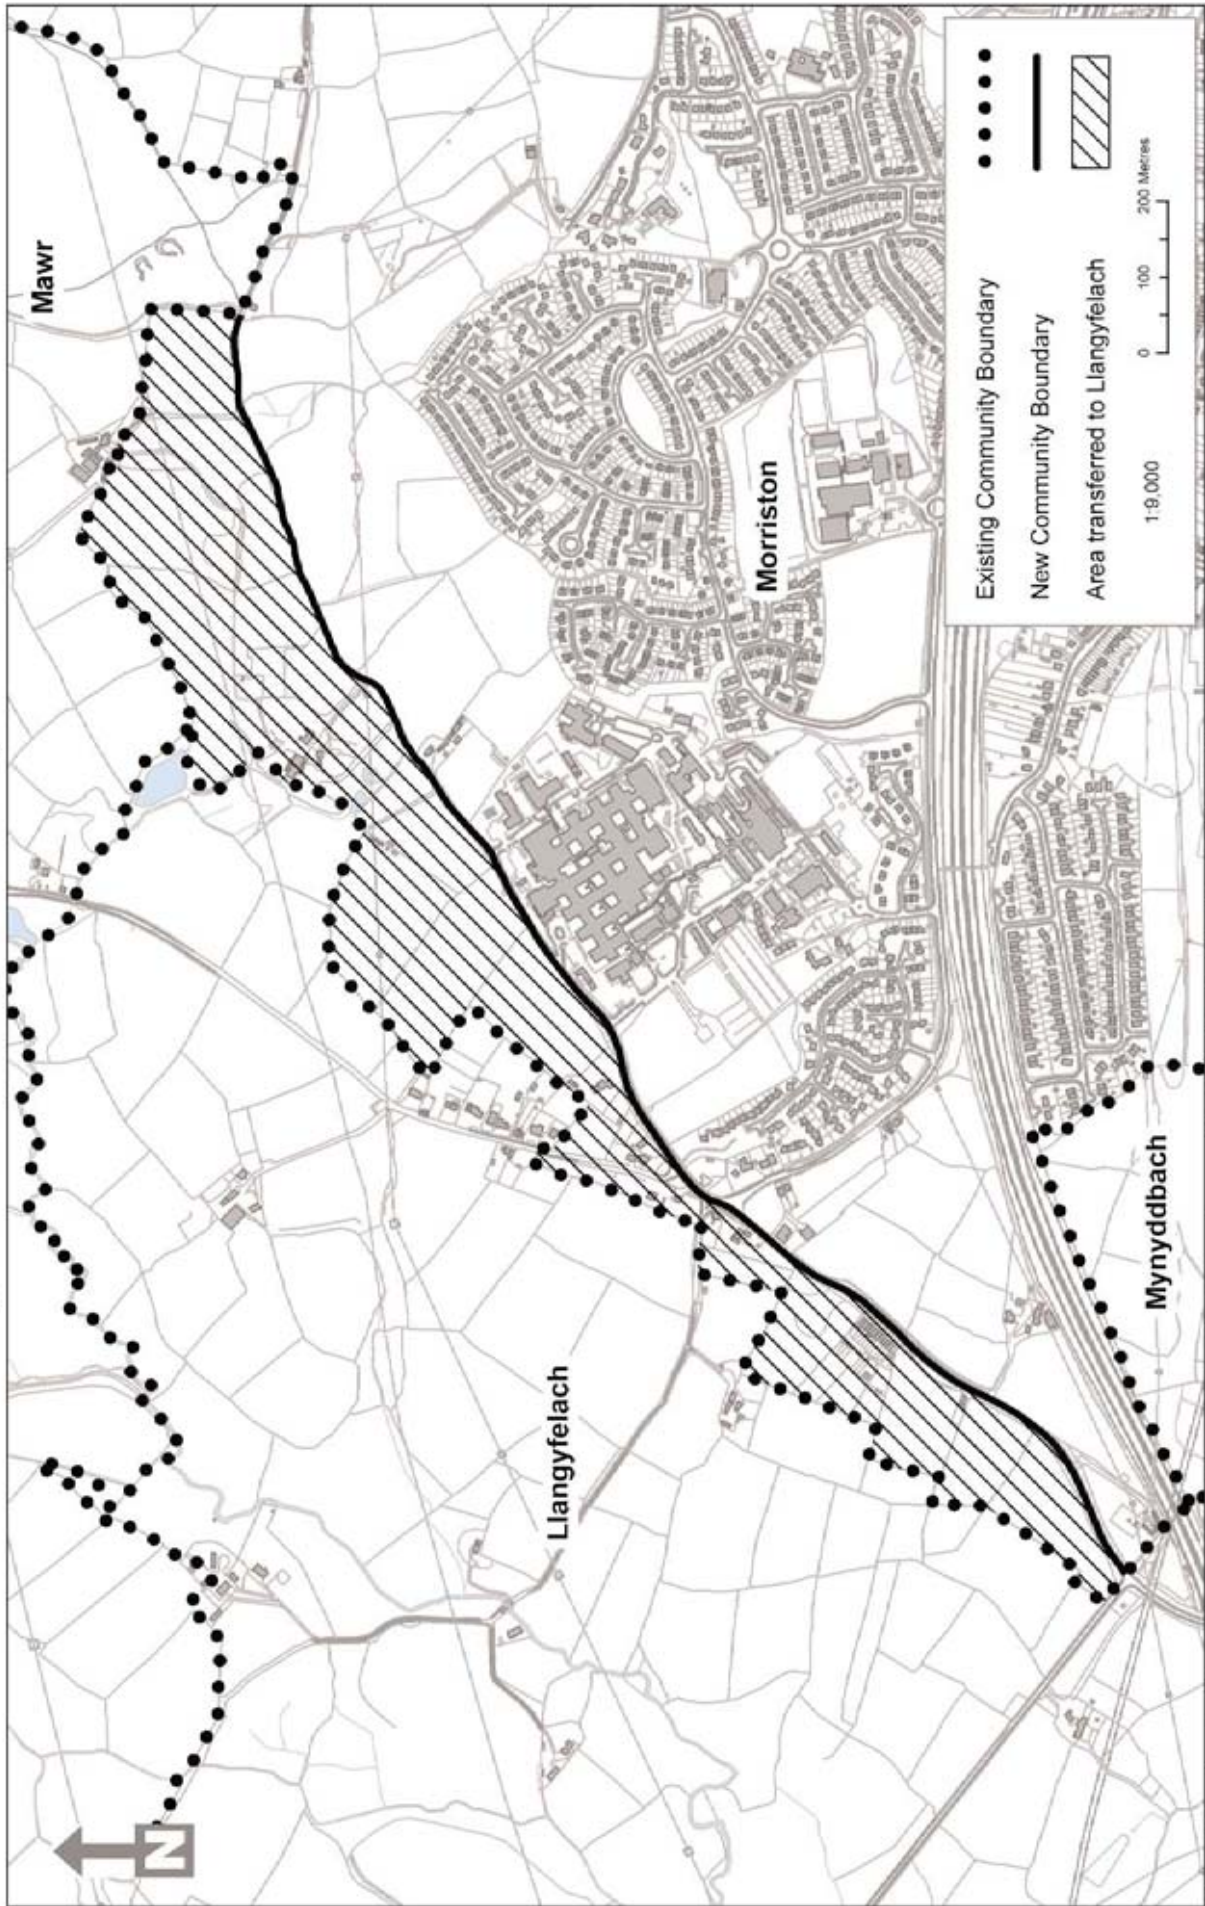 Mawr
Morriston
Llangyfelach
Mynyddbach
N
Existing Community Boundary
New Community Boundary
Area transferred to Llangyfelach
1:9,000
0 100 200 Metres